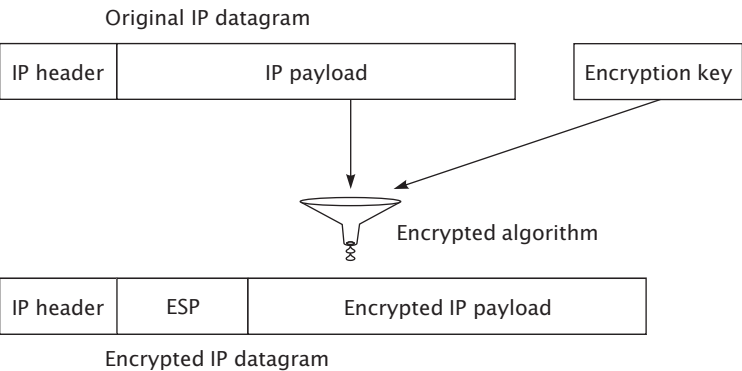 Original IP datagram
IP header
IP payload
Encryption key
Encrypted algorithm
IP header
ESP
Encrypted IP payload
Encrypted IP datagram